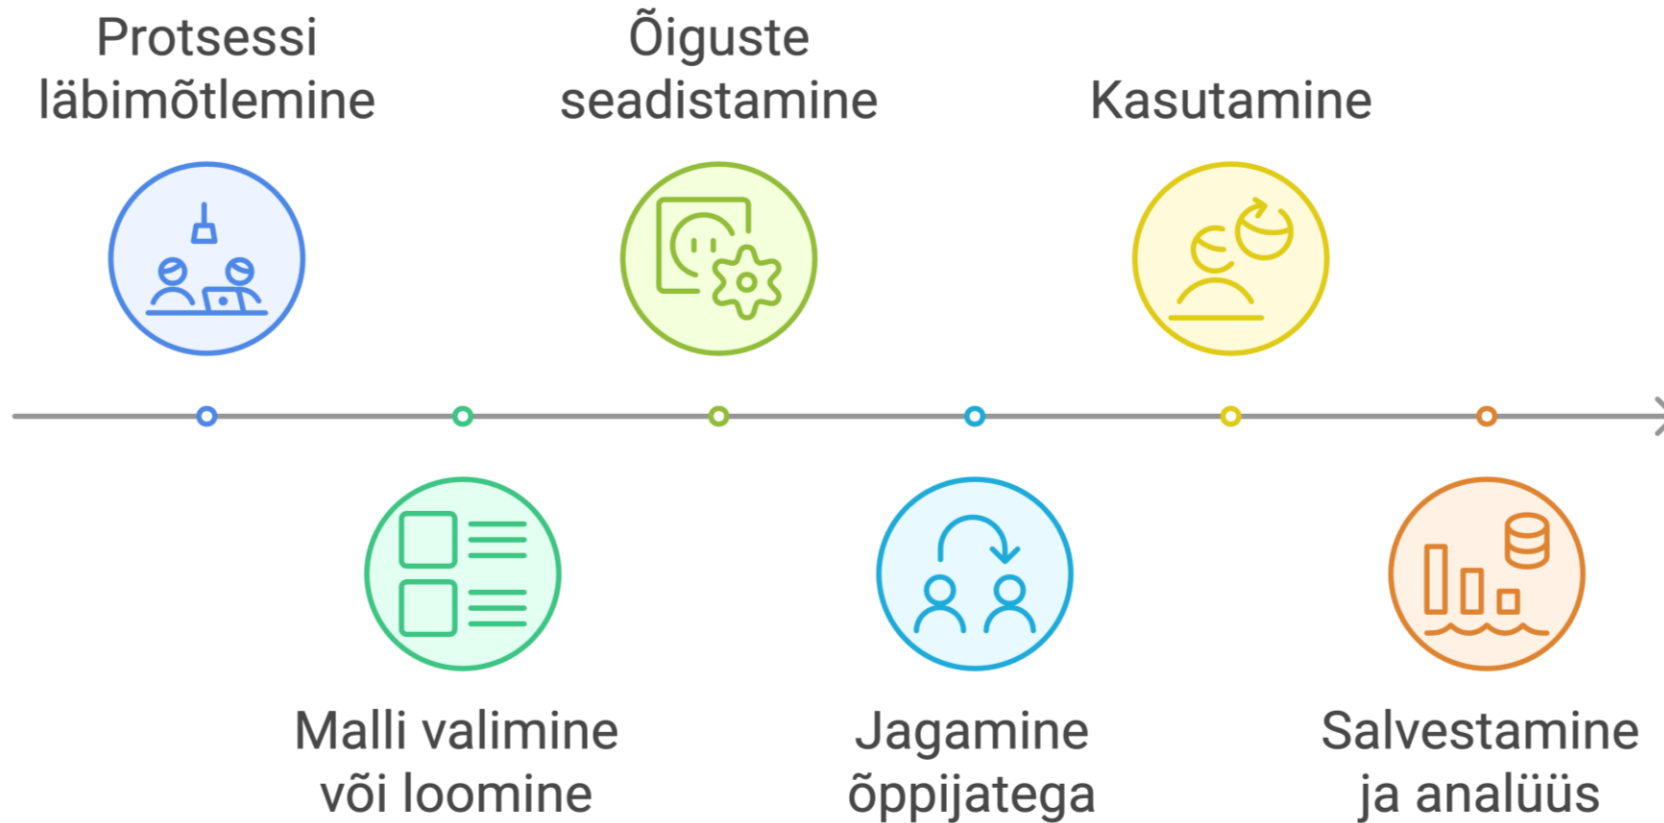 Protsessi
läbimõtlemine
Õiguste
seadistamine
Kasutamine
Malli valimine
või loomine
Jagamine
õppijatega
Salvestamine
ja analüüs